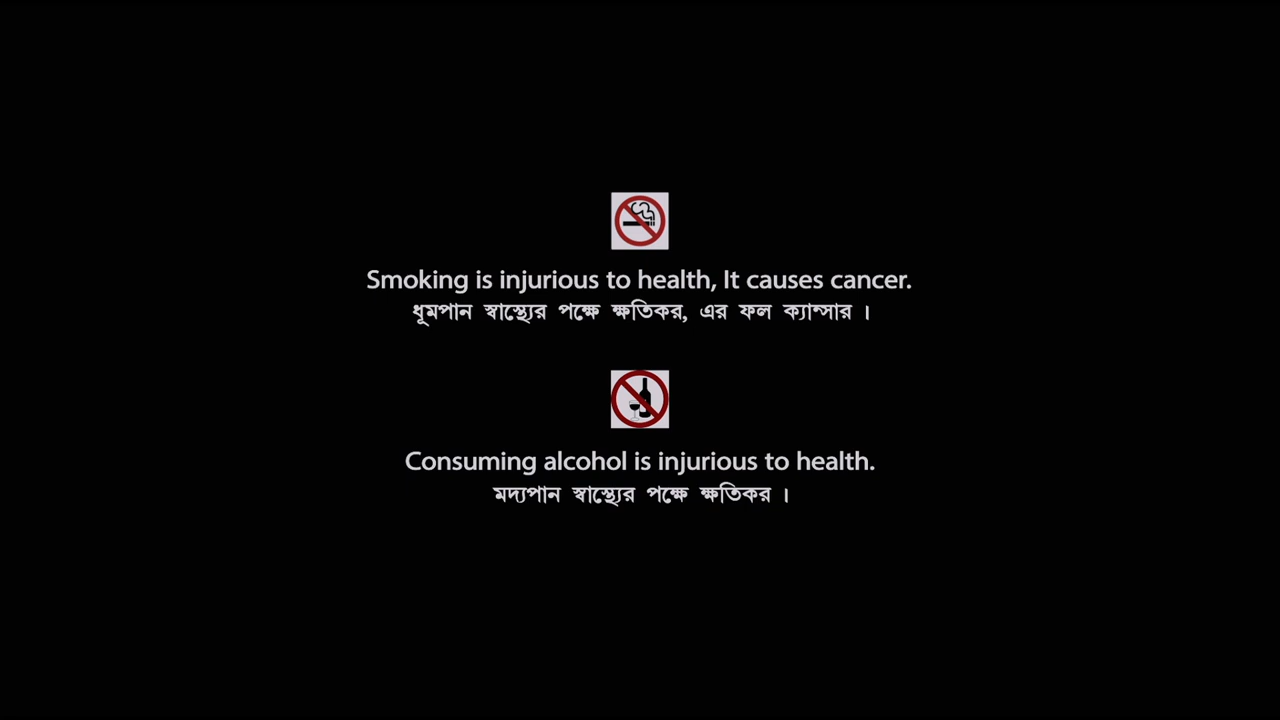 Smoking is injurious to health, It causes cancer.
ধূমপান স্বাস্থ্যের পক্ষে ক্ষতিকর, এর ফল ক্যান্সার ।
Consuming alcohol is injurious to health.
মদ্যপান স্বাস্থ্যের পক্ষে ক্ষতিকর ।